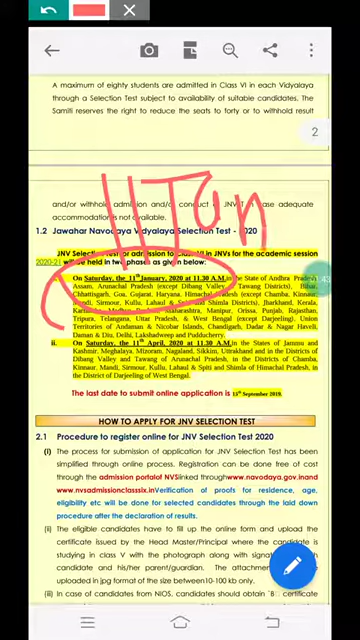 A maximum of eighty students are admitted in Class VI in each Vidyalaya
through a Selection Test subject to availability of suitable candidates. The
Samiti reserves the right to reduce the seats to forty or to withhold result
2
11 Jan
and/or withhold admission and/or conduct of JNVST in case adequate
accommodation is not available.
1.2 Jawahar Navodaya Vidyalaya Selection Test - 2020
JNV Selection Test for admission to class VI in JNVs for the academic session
2020-21 will be held in two phases as given below
On Saturday, the 11th January, 2020 at 11.30 A.M. in the State of Andhra Pradesh
Assam, Arunachal Pradesh (except Dibang Valley & Tawang Districts), Bihar,
Chhattisgarh, Goa, Gujarat, Haryana, Himachal Pradesh (except Chamba, Kinnaur,
Mandi, Sirmour, Kullu, Lahaul & Spiti and Shimla Districts), Jharkhand, Kerala,
Maharashtra, Manipur, Orissa, Punjab, Rajasthan,
Tripura, Telangana, Uttar Pradesh, & West Bengal (except Darjeeling), Union
Territories of Andaman & Nicobar Islands, Chandigarh, Dadar & Nagar Haveli,
Daman & Diu, Delhi, Lakshadweep and Pudducherry.
ii. On Saturday, the 11th April, 2020 at 11.30 A.M. in the States of Jammu and
Kashmir, Meghalaya, Mizoram, Nagaland, Sikkim, Uttrakhand and in the Districts of
Dibang Valley and Tawang of Arunachal Pradesh, in the Districts of Chamba,
Kinnaur, Mandi, Sirmour, Kullu, Lahaul & Spiti and Shimla of Himachal Pradesh, in
the District of Darjeeling of West Bengal.
The last date to submit online application is 15th September 2019.
HOW TO APPLY FOR JNV SELECTION TEST
2.1 Procedure to register online for JNV Selection Test 2020
(i) The process for submission of application for JNV Selection Test has been
simplified through online process. Registration can be done free of cost
through the admission portal of NVS linked through www.navodaya.gov.in and
www.nvsadmissionclasssix.in Verification of proofs for residence, age,
eligibility etc will be done for selected candidates through the laid down
procedure after the declaration of results.
(ii) The eligible candidates have to fill up the online form and upload the
certificate issued by the Head Master/Principal where the candidate is
studying in class V with the photograph along with signature
candidate and his/her parent/guardian. The attachment
uploaded in jpg format of the size between 10-100 kb only.
(iii) In case of candidates from NIOS, candidates should obtain certificate